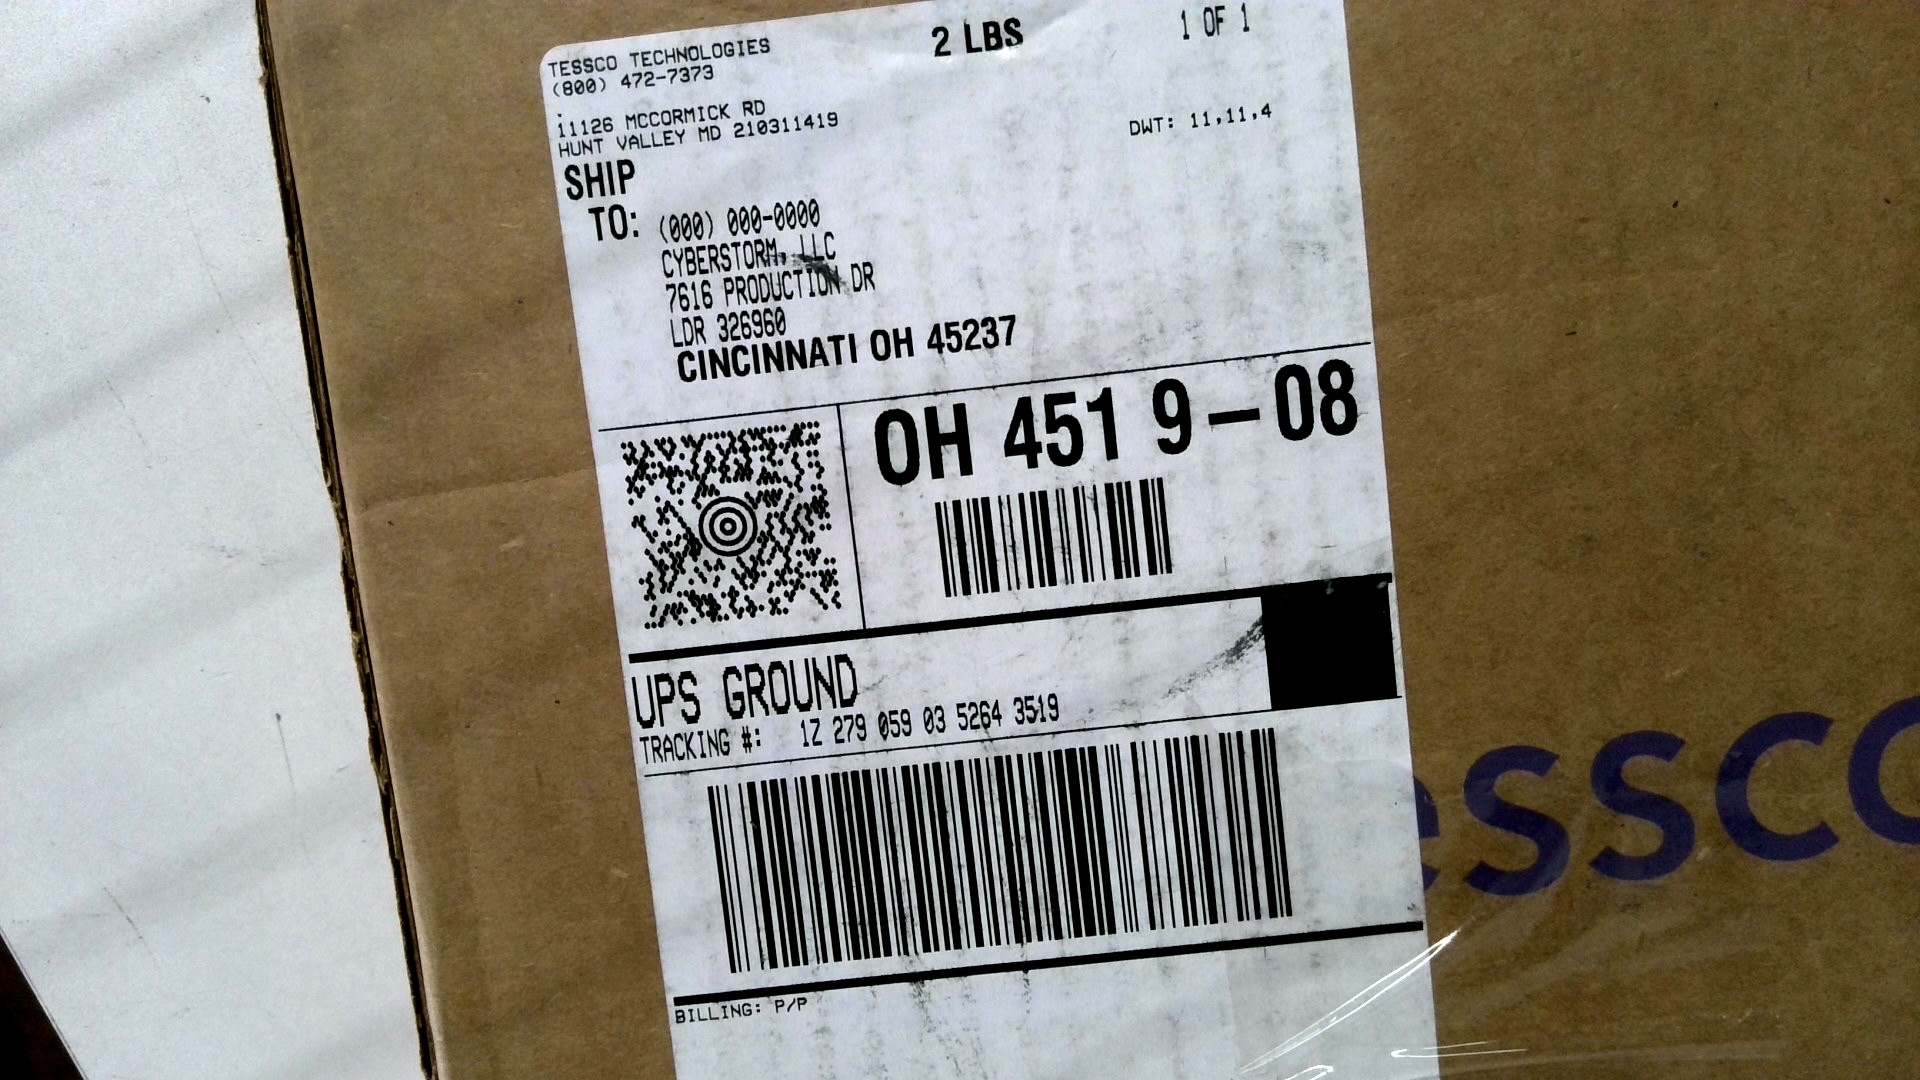 TESSCO TECHNOLOGIES
(800) 472-7373
.
11126 MCCORMICK RD
HUNT VALLEY MD 210311419
2 LBS
1 OF 1
DWT: 11,11,4
SHIP
TO:
(000) 000-0000
CYBERSTORM, LLC
7616 PRODUCTION DR
LDR 326960
CINCINNATI OH 45237
OH 451 9-08
UPS GROUND
TRACKING #: 1Z 279 059 03 5264 3519
BILLING: P/P
essco